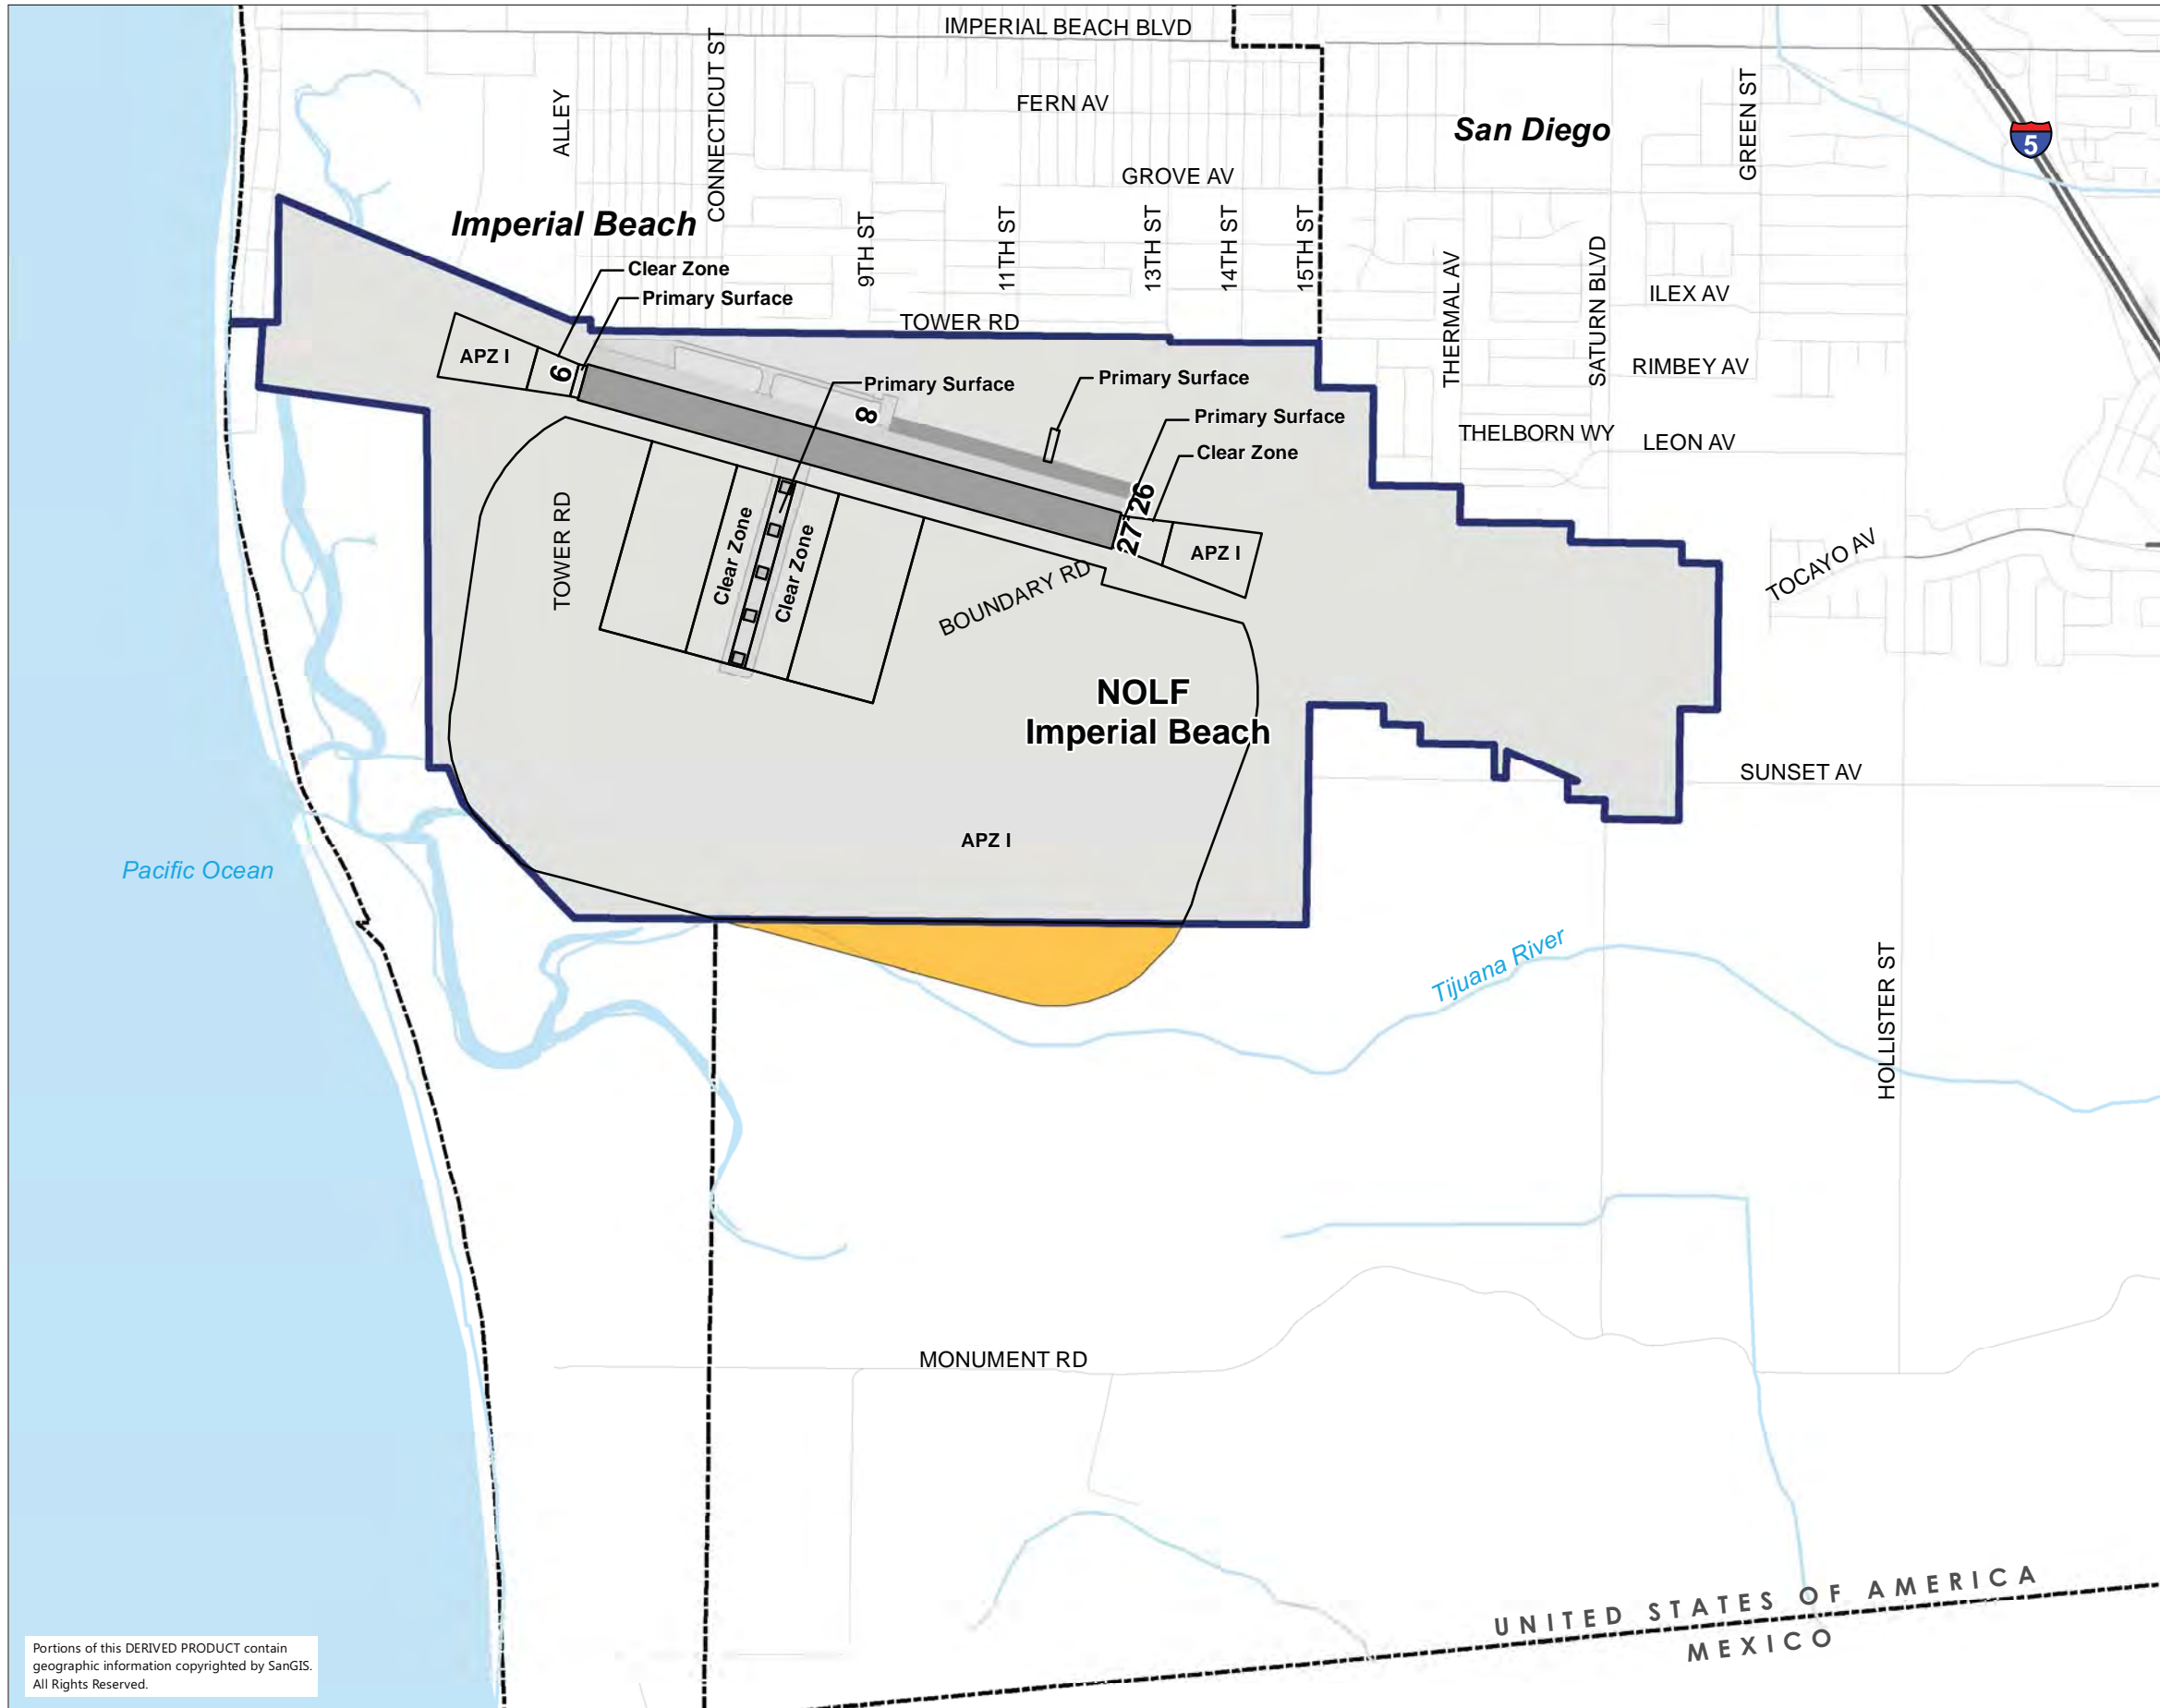 IMPERIAL BEACH BLVD
ALLEY
CONNECTICUT ST
FERN AV
San Diego
GREEN ST
5
GROVE AV
Imperial Beach
9TH ST
11TH ST
13TH ST
14TH ST
15TH ST
THERMAL AV
SATURN BLVD
Clear Zone
Primary Surface
ILEX AV
TOWER RD
APZ I
6
RIMBEY AV
Primary Surface
Primary Surface
8
Primary Surface
THELBORN WY
LEON AV
Clear Zone
26
27
TOWER RD
Clear Zone
Clear Zone
APZ I
BOUNDARY RD
TOCAYO AV
NOLF
Imperial Beach
SUNSET AV
APZ I
Pacific Ocean
Tijuana River
HOLLISTER ST
MONUMENT RD
UNITED STATES OF AMERICA
MEXICO
Portions of this DERIVED PRODUCT contain
geographic information copyrighted by SanGIS.
All Rights Reserved.